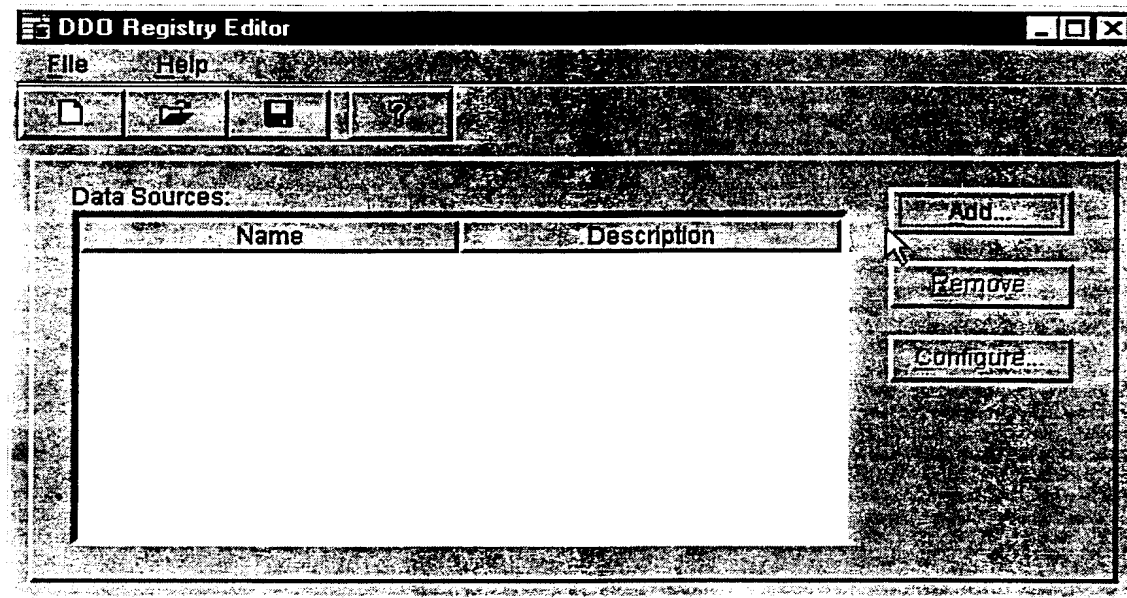 DDO Registry Editor
File Help
?
Data Sources:
Name Description
Add...
Remove
Configure...